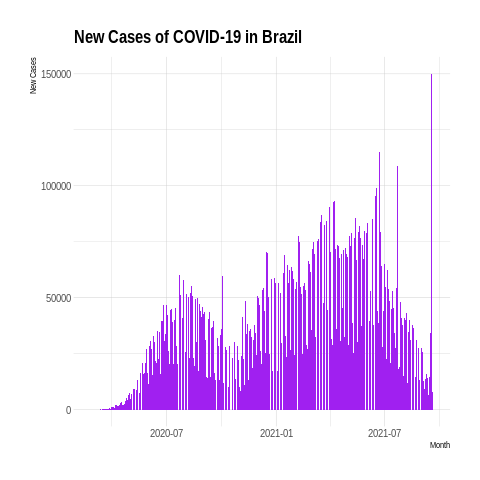 New Cases of COVID-19 in Brazil
New Cases
150000
100000
50000
0
2020-07
2021-01
2021-07
Month